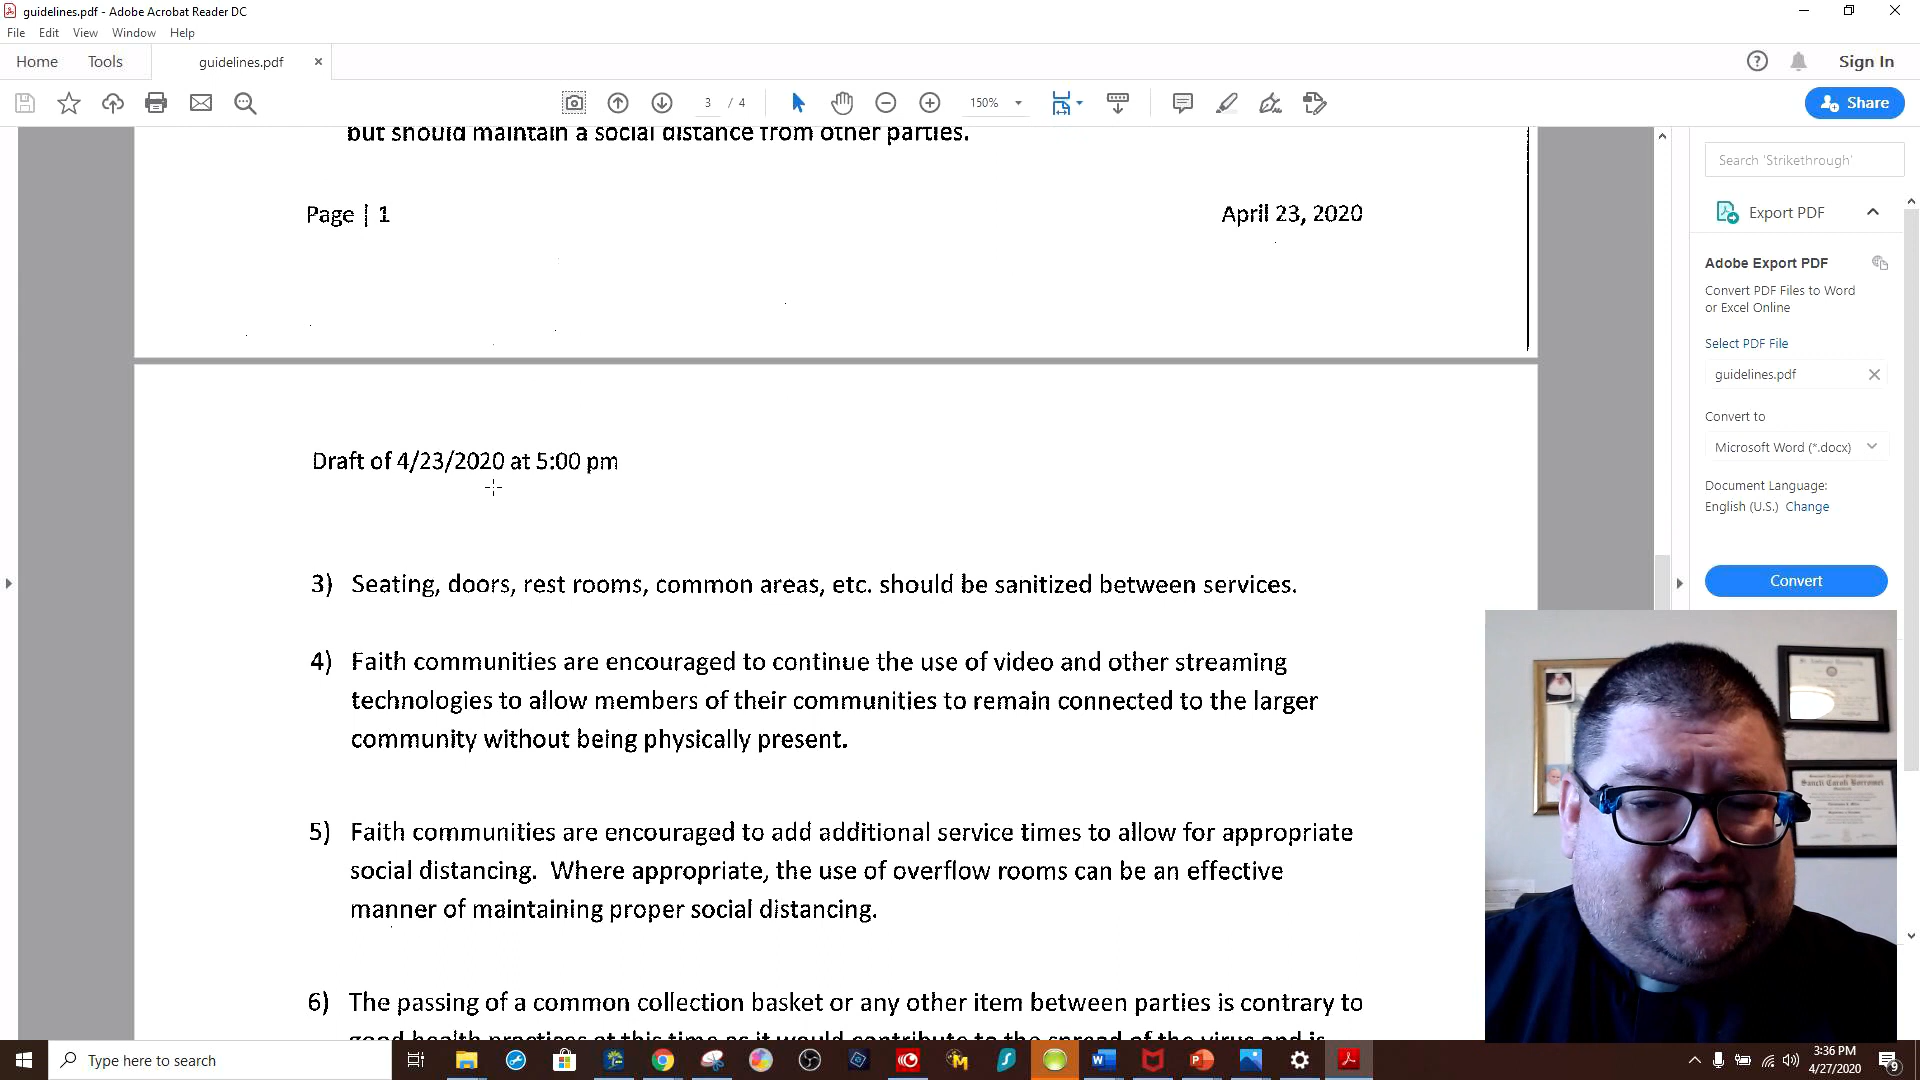 guidelines.pdf - Adobe Acrobat Reader DC
File Edit View Window Help
Home Tools guidelines.pdf Sign In
3 / 4 150% Share
but should maintain a social distance from other parties.
Page | 1 April 23, 2020
Draft of 4/23/2020 at 5:00 pm
3) Seating, doors, rest rooms, common areas, etc. should be sanitized between services.
4) Faith communities are encouraged to continue the use of video and other streaming
technologies to allow members of their communities to remain connected to the larger
community without being physically present.
5) Faith communities are encouraged to add additional service times to allow for appropriate
social distancing. Where appropriate, the use of overflow rooms can be an effective
manner of maintaining proper social distancing.
6) The passing of a common collection basket or any other item between parties is contrary to
good health practices at this time as it would contribute to the spread of the virus and is
Search 'Strikethrough'
Export PDF
Adobe Export PDF
Convert PDF Files to Word
or Excel Online
Select PDF File
guidelines.pdf
Convert to
Microsoft Word (*.docx)
Document Language:
English (U.S.) Change
Convert
Sancti Caroli Borromei
Type here to search
3:36 PM
4/27/2020
9